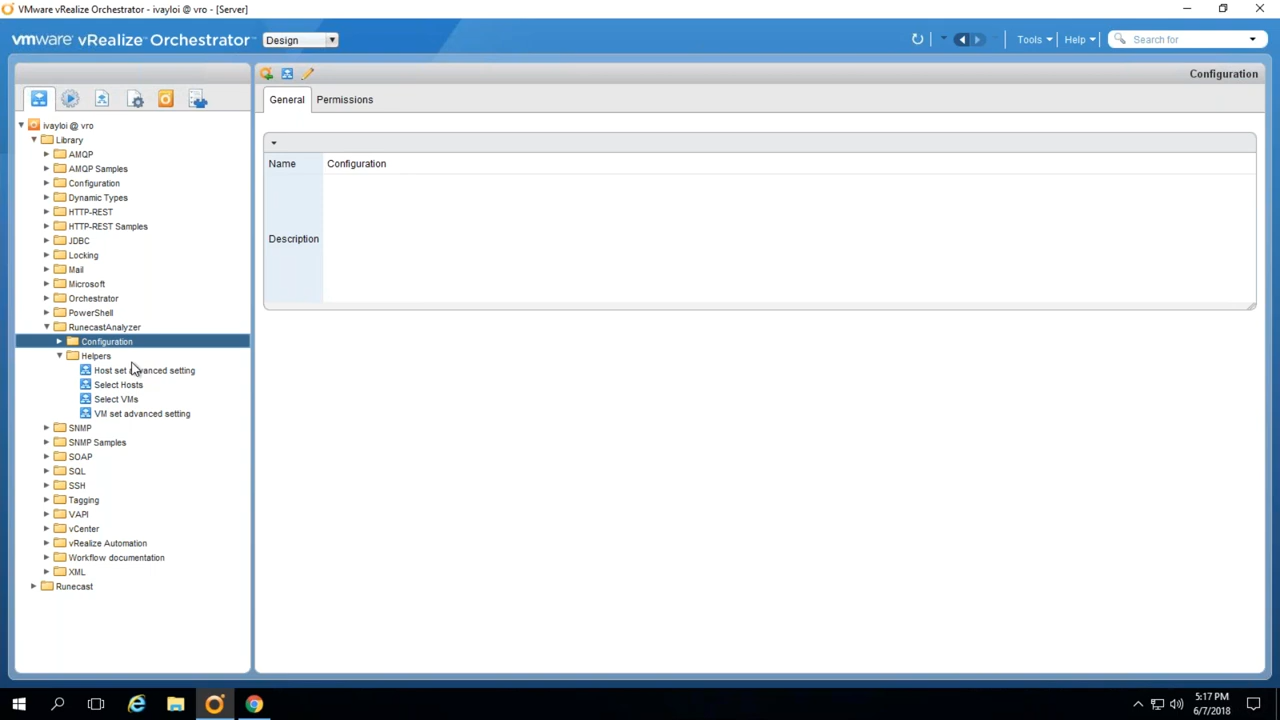 VMware vRealize Orchestrator - ivayloi @ vro - [Server]
vmware® vRealize™ Orchestrator™ Design
Tools Help Search for
Configuration
General Permissions
ivayloi @ vro
Library
AMQP
AMQP Samples
Configuration
Dynamic Types
HTTP-REST
HTTP-REST Samples
JDBC
Locking
Mail
Microsoft
Orchestrator
PowerShell
RunecastAnalyzer
Configuration
Helpers
Host set advanced setting
Select Hosts
Select VMs
VM set advanced setting
SNMP
SNMP Samples
SOAP
SQL
SSH
Tagging
VAPI
vCenter
vRealize Automation
Workflow documentation
XML
Runecast
Name Configuration
Description
5:17 PM
6/7/2018